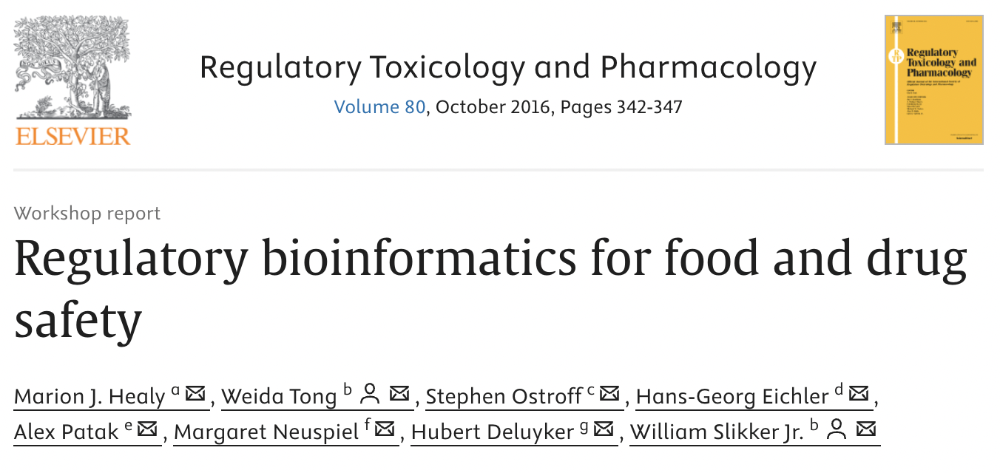 Regulatory Toxicology and Pharmacology
Volume 80, October 2016, Pages 342-347
ELSEVIER
Regulatory
Toxicology and
Pharmacology
Workshop report
Regulatory bioinformatics for food and drug
safety
Marion J. Healy a, Weida Tong b, Stephen Ostroff c, Hans-Georg Eichler d,
Alex Patak e, Margaret Neuspiel f, Hubert Deluyker g, William Slikker Jr. b